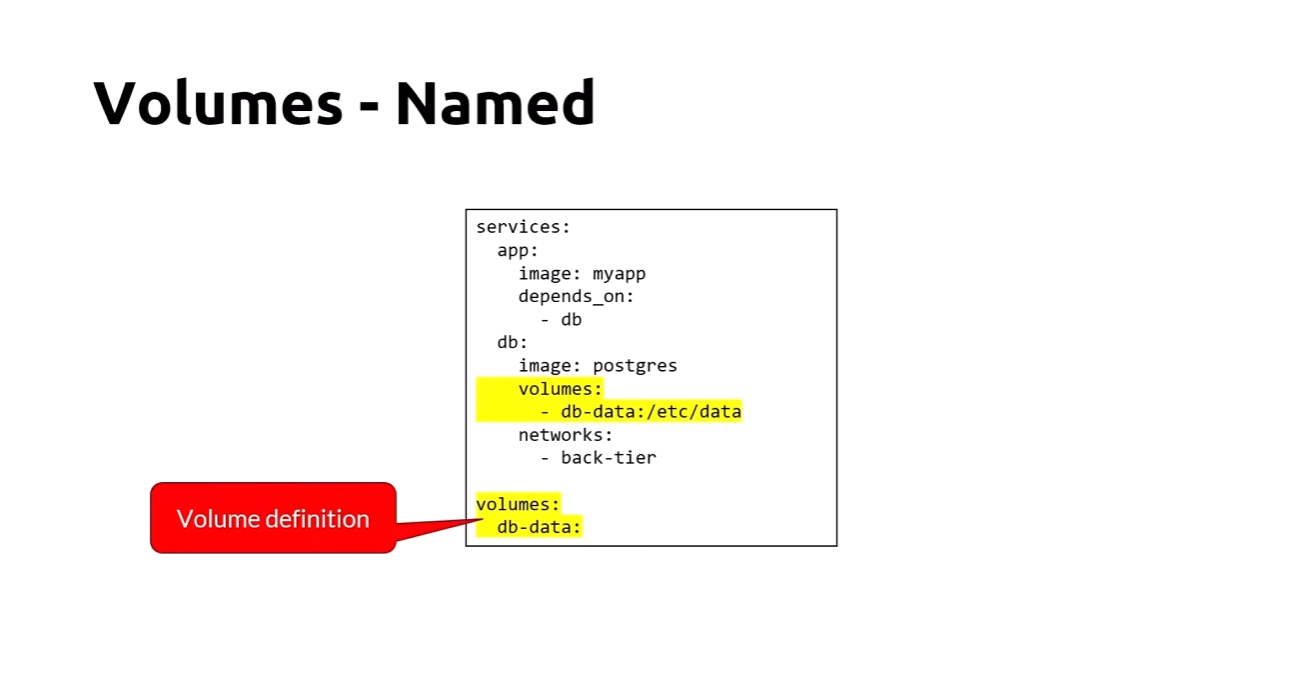 Volumes - Named
services:
  app:
    image: myapp
    depends_on:
      - db
  db:
    image: postgres
    volumes:
      - db-data:/etc/data
    networks:
      - back-tier
volumes:
  db-data:
Volume definition